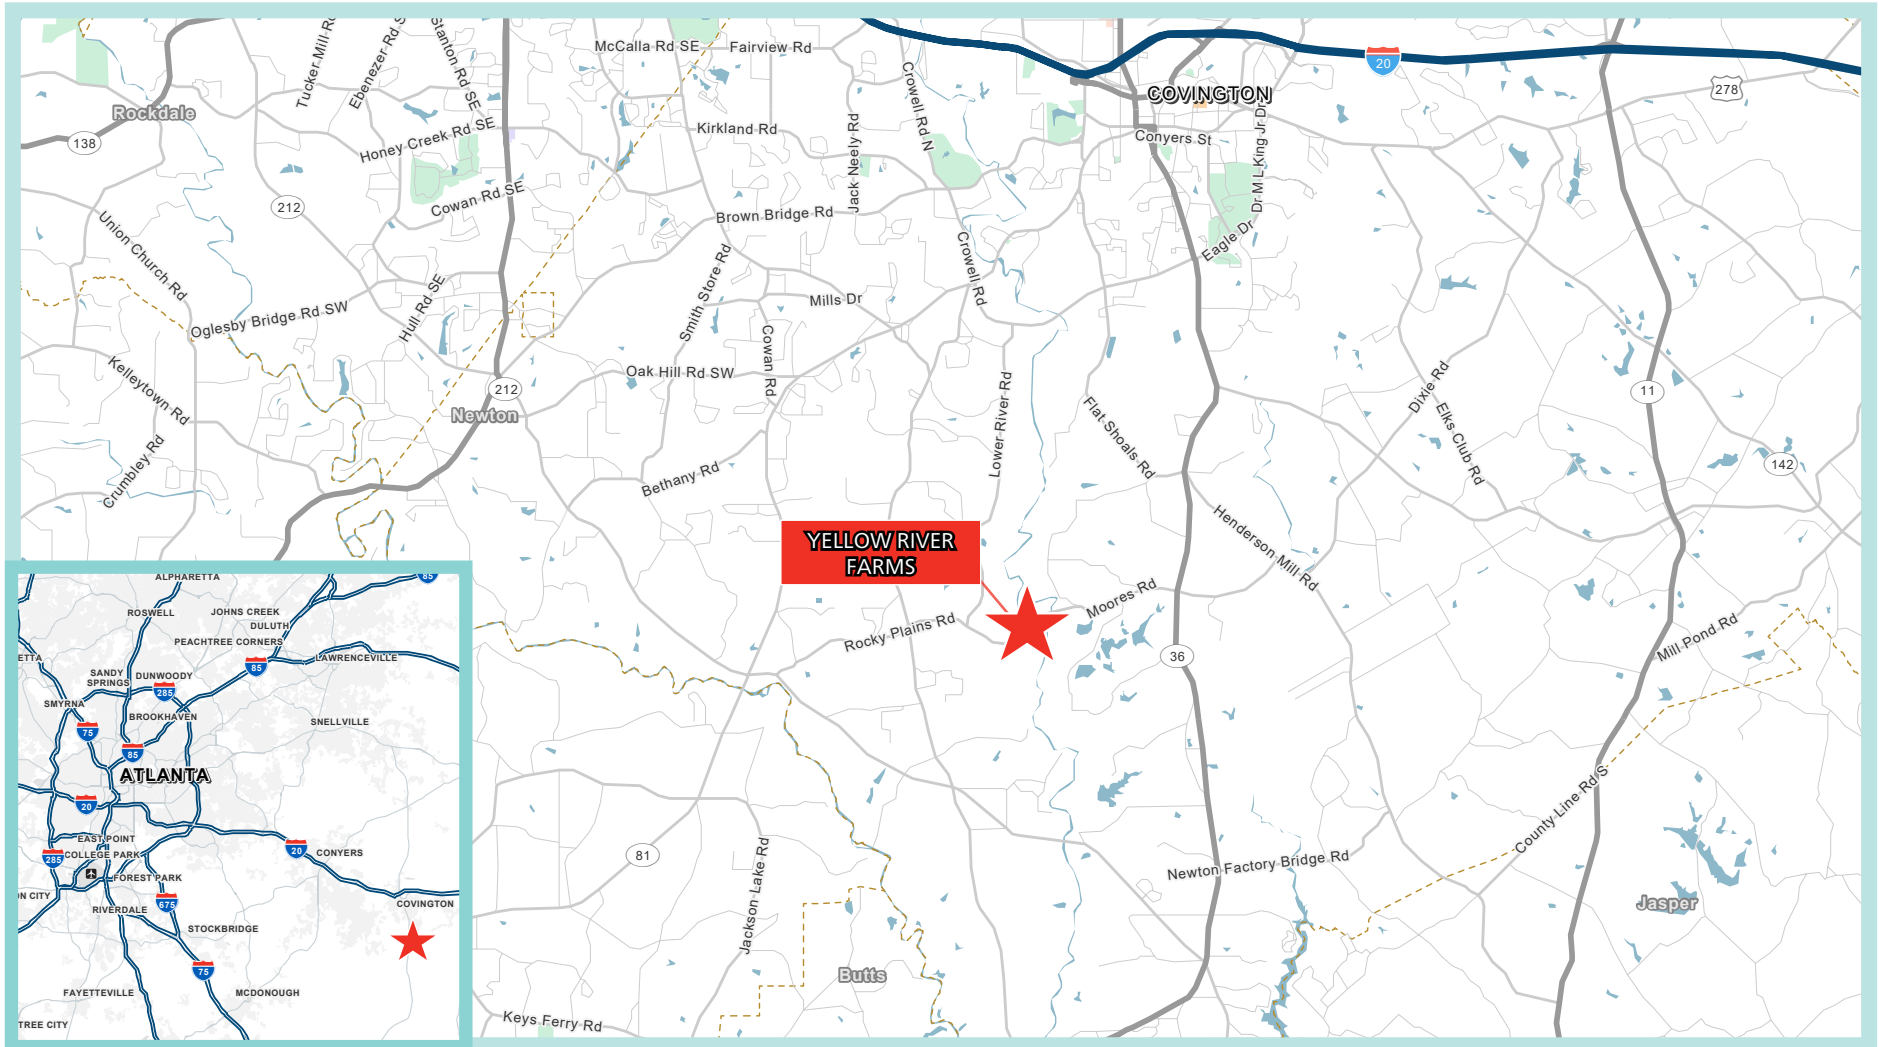 McCalla Rd SE
Fairview Rd
Tucker Mill Rd
Ebenezer Rd S
Stanton Rd SE
Crowell Rd N
20
278
COVINGTON
Rockdale
138
Honey Creek Rd SE
Kirkland Rd
Jack Neely Rd
Conyers St
Dr M L King Jr Dr
212
Cowan Rd SE
Brown Bridge Rd
Union Church Rd
Eagle Dr
Crowell Rd
Smith Store Rd
Hull Rd SE
Mills Dr
Oglesby Bridge Rd SW
Cowan Rd
Oak Hill Rd SW
212
Newton
Kelleytown Rd
Crumbley Rd
Lower River Rd
Flat Shoals Rd
Dixie Rd
Elks Club Rd
11
142
Bethany Rd
Henderson Mill Rd
YELLOW RIVER
FARMS
Moores Rd
Rocky Plains Rd
36
Mill Pond Rd
County Line Rd S
81
Newton Factory Bridge Rd
Jackson Lake Rd
Jasper
Butts
Keys Ferry Rd
ALPHARETTA
85
ROSWELL
JOHNS CREEK
DULUTH
PEACHTREE CORNERS
ETTA
85
LAWRENCEVILLE
SANDY
SPRINGS
DUNWOODY
285
SMYRNA
BROOKHAVEN
SNELLVILLE
75
85
ATLANTA
20
EAST POINT
285
COLLEGE PARK
20
CONYERS
FOREST PARK
ON CITY
675
RIVERDALE
COVINGTON
STOCKBRIDGE
75
FAYETTEVILLE
MCDONOUGH
TREE CITY